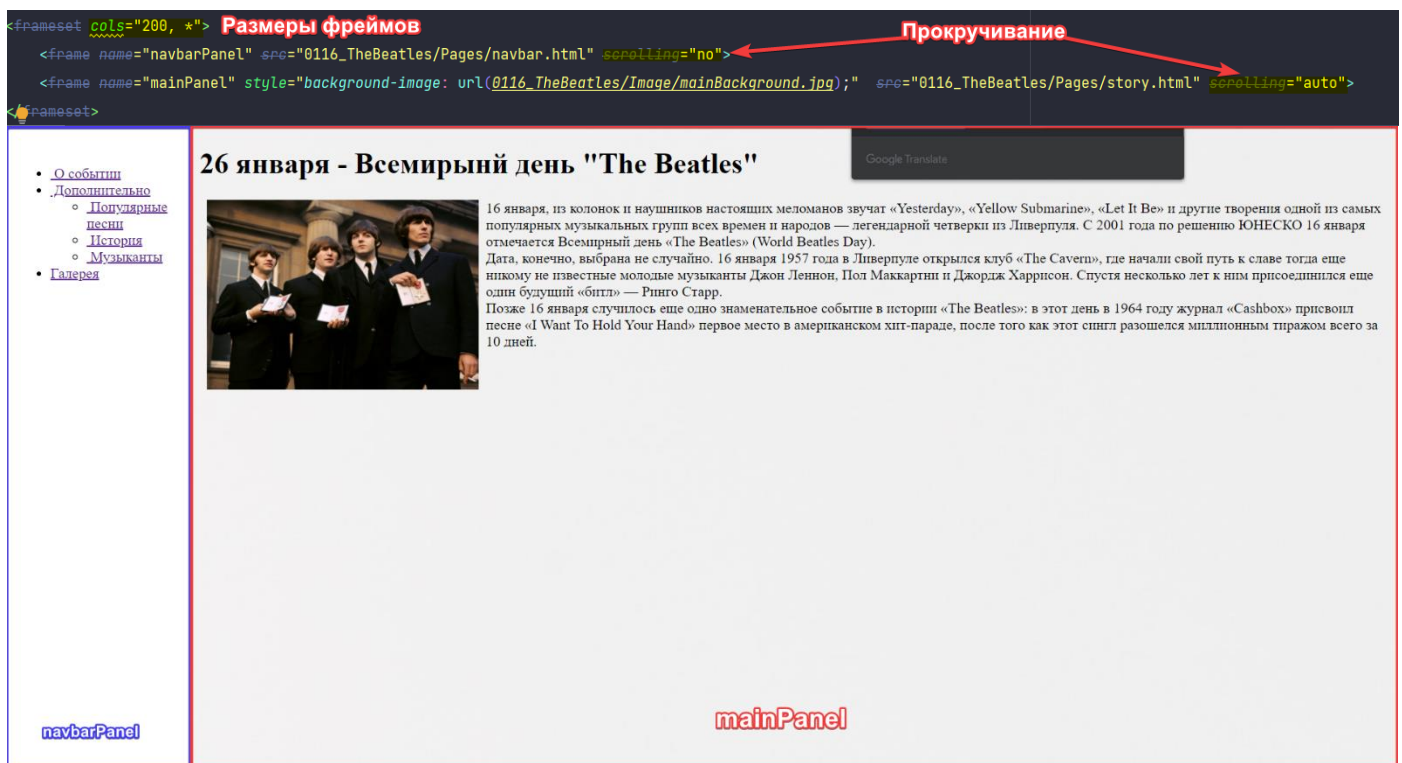 <frameset cols="200, *"> Размеры фреймов
Прокручивание
<frame name="navbarPanel" src="0116_TheBeatles/Pages/navbar.html" scrolling="no">
<frame name="mainPanel" style="background-image: url(0116_TheBeatles/Image/mainBackground.jpg);" src="0116_TheBeatles/Pages/story.html" scrolling="auto">
</frameset>
О событии
Дополнительно
Популярные
песни
История
Музыканты
Галерея
26 января - Всемирынй день "The Beatles"
Google Translate
16 января, из колонок и наушников настоящих меломанов звучат «Yesterday», «Yellow Submarine», «Let It Be» и другие творения одной из самых
популярных музыкальных групп всех времен и народов — легендарной четверки из Ливерпуля. С 2001 года по решению ЮНЕСКО 16 января
отмечается Всемирный день «The Beatles» (World Beatles Day).
Дата, конечно, выбрана не случайно. 16 января 1957 года в Ливерпуле открылся клуб «The Cavern», где начали свой путь к славе тогда еще
никому не известные молодые музыканты Джон Леннон, Пол Маккартни и Джордж Харрисон. Спустя несколько лет к ним присоединился еще
один будущий «битл» — Ринго Старр.
Позже 16 января случилось еще одно знаменательное событие в истории «The Beatles»: в этот день в 1964 году журнал «Cashbox» присвоил
песне «I Want To Hold Your Hand» первое место в американском хит-параде, после того как этот сингл разошелся миллионным тиражом всего за
10 дней.
navbarPanel
mainPanel